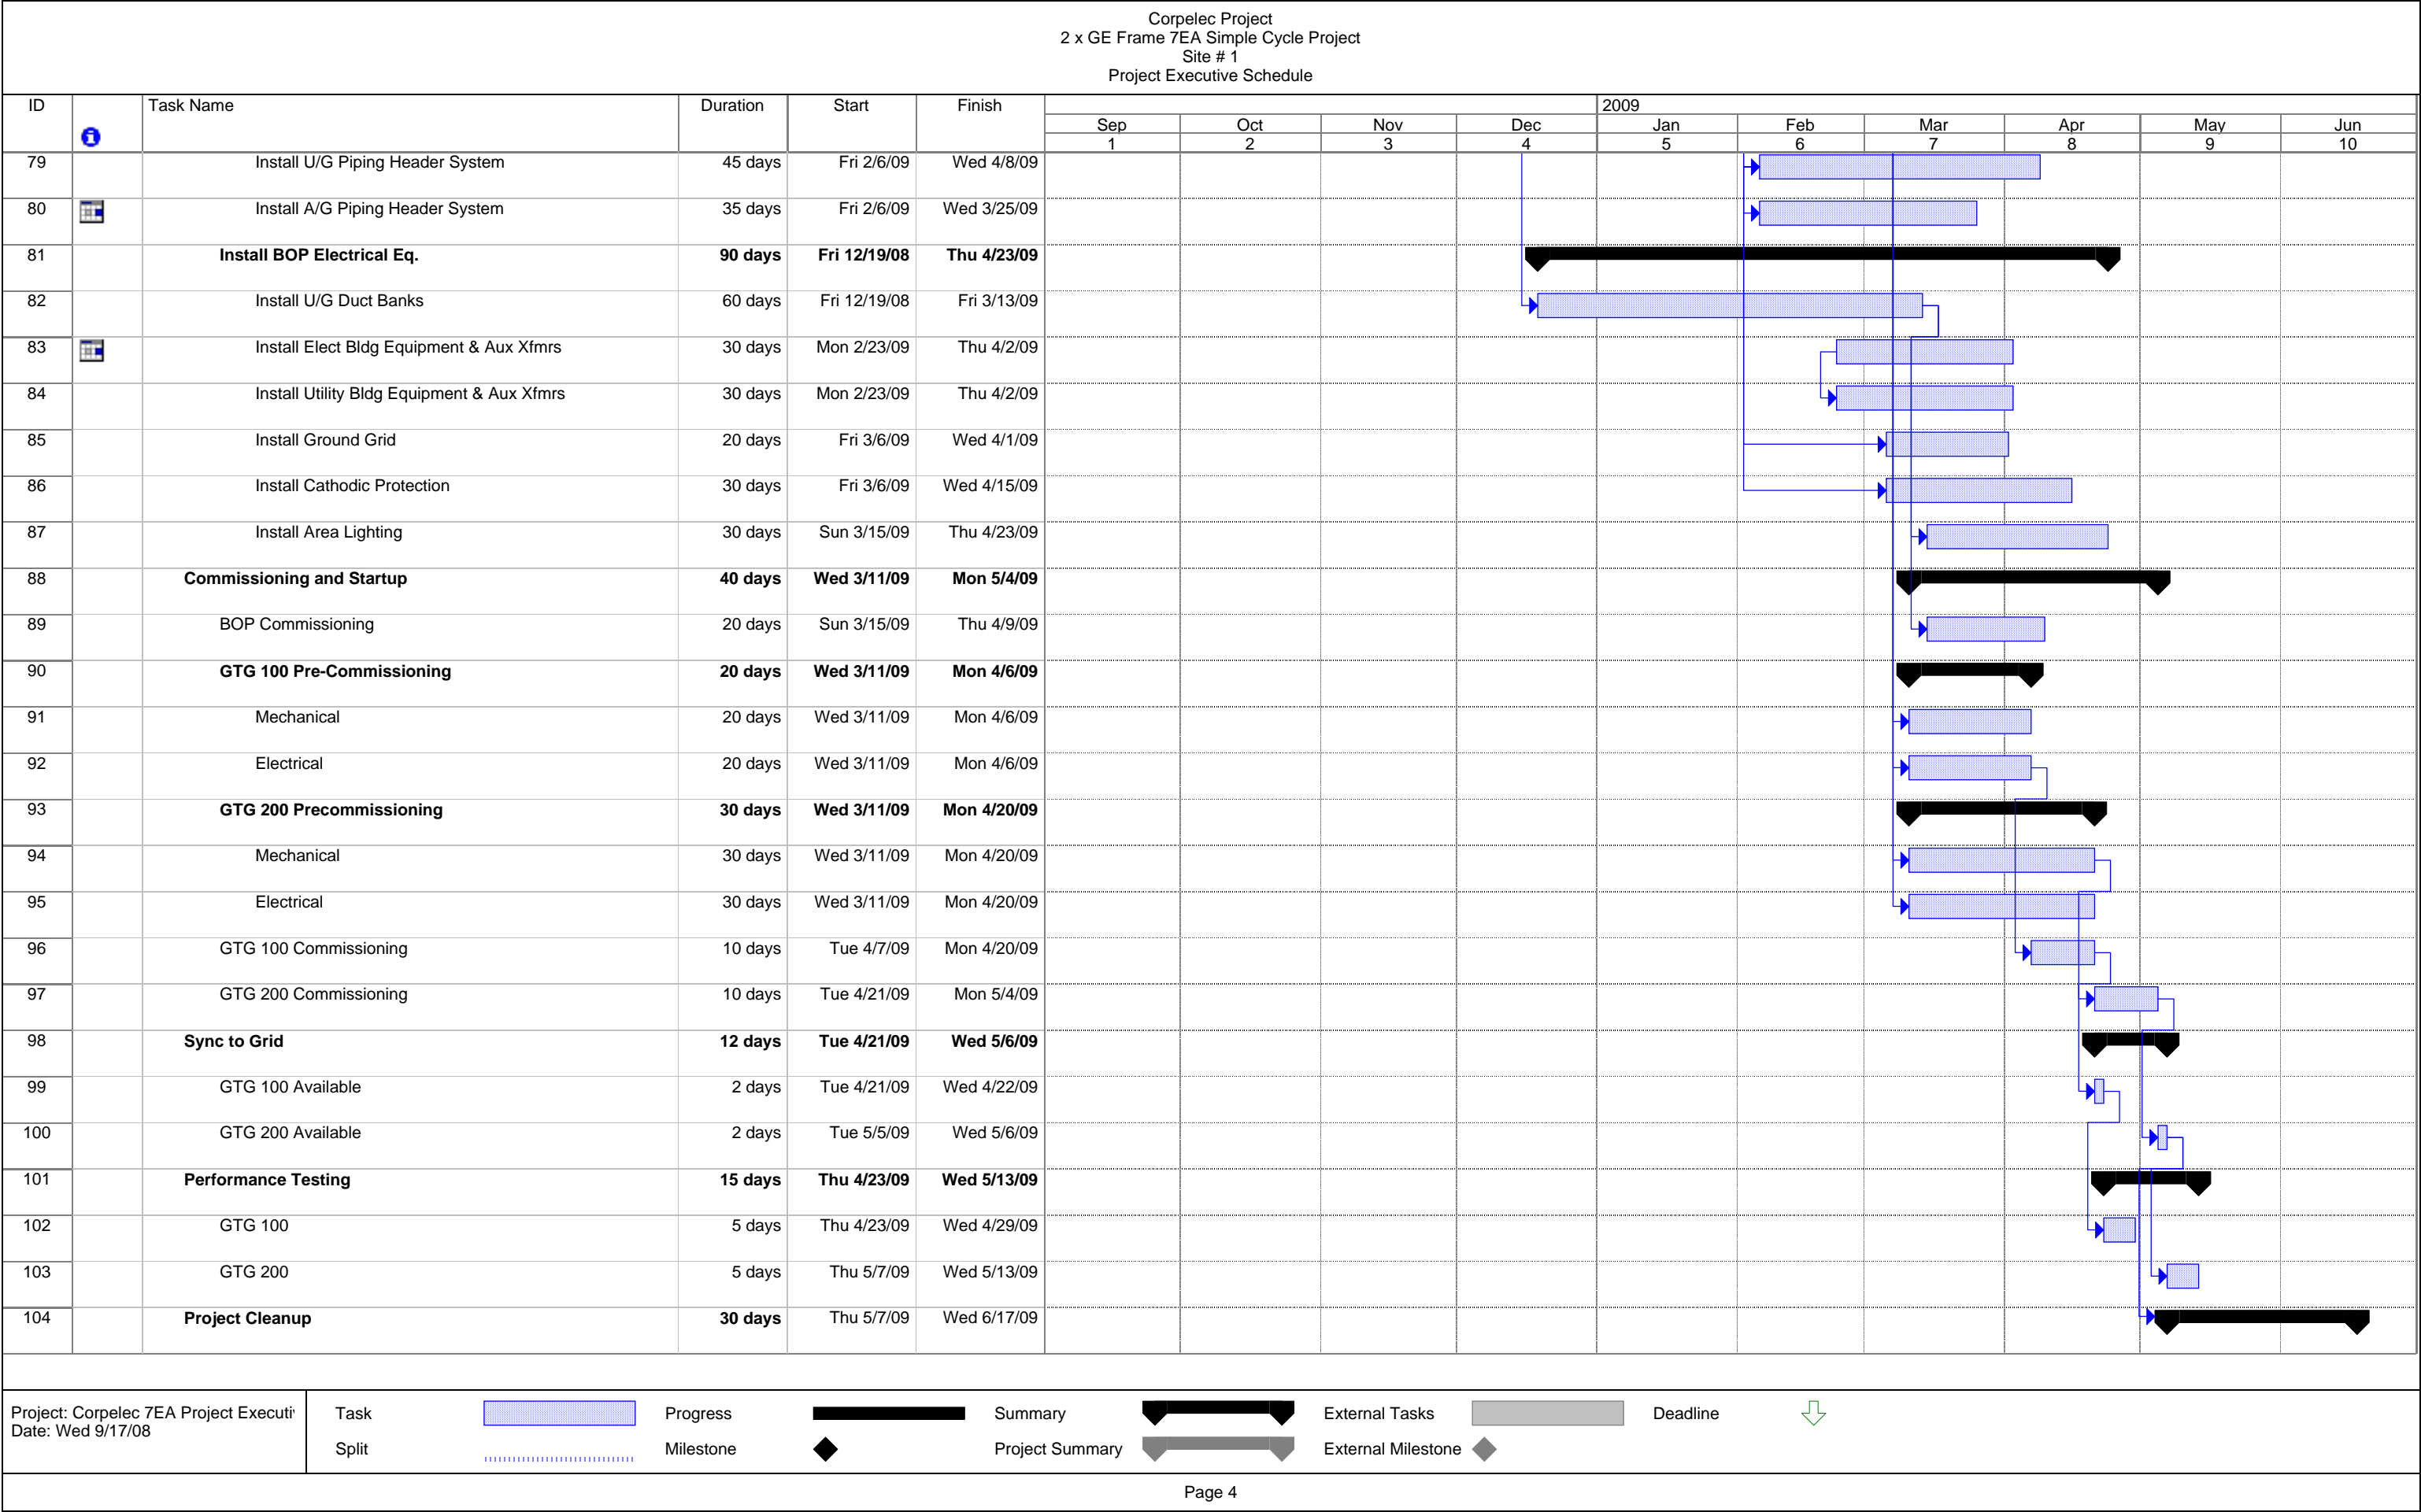 Corpelec Project
2 x GE Frame 7EA Simple Cycle Project
Site # 1
Project Executive Schedule
ID Task Name Duration Start Finish 2009
Sep Oct Nov Dec Jan Feb Mar Apr May Jun
1 2 3 4 5 6 7 8 9 10
79 Install U/G Piping Header System 45 days Fri 2/6/09 Wed 4/8/09
80 Install A/G Piping Header System 35 days Fri 2/6/09 Wed 3/25/09
81 Install BOP Electrical Eq. 90 days Fri 12/19/08 Thu 4/23/09
82 Install U/G Duct Banks 60 days Fri 12/19/08 Fri 3/13/09
83 Install Elect Bldg Equipment & Aux Xfmrs 30 days Mon 2/23/09 Thu 4/2/09
84 Install Utility Bldg Equipment & Aux Xfmrs 30 days Mon 2/23/09 Thu 4/2/09
85 Install Ground Grid 20 days Fri 3/6/09 Wed 4/1/09
86 Install Cathodic Protection 30 days Fri 3/6/09 Wed 4/15/09
87 Install Area Lighting 30 days Sun 3/15/09 Thu 4/23/09
88 Commissioning and Startup 40 days Wed 3/11/09 Mon 5/4/09
89 BOP Commissioning 20 days Sun 3/15/09 Thu 4/9/09
90 GTG 100 Pre-Commissioning 20 days Wed 3/11/09 Mon 4/6/09
91 Mechanical 20 days Wed 3/11/09 Mon 4/6/09
92 Electrical 20 days Wed 3/11/09 Mon 4/6/09
93 GTG 200 Precommissioning 30 days Wed 3/11/09 Mon 4/20/09
94 Mechanical 30 days Wed 3/11/09 Mon 4/20/09
95 Electrical 30 days Wed 3/11/09 Mon 4/20/09
96 GTG 100 Commissioning 10 days Tue 4/7/09 Mon 4/20/09
97 GTG 200 Commissioning 10 days Tue 4/21/09 Mon 5/4/09
98 Sync to Grid 12 days Tue 4/21/09 Wed 5/6/09
99 GTG 100 Available 2 days Tue 4/21/09 Wed 4/22/09
100 GTG 200 Available 2 days Tue 5/5/09 Wed 5/6/09
101 Performance Testing 15 days Thu 4/23/09 Wed 5/13/09
102 GTG 100 5 days Thu 4/23/09 Wed 4/29/09
103 GTG 200 5 days Thu 5/7/09 Wed 5/13/09
104 Project Cleanup 30 days Thu 5/7/09 Wed 6/17/09
Project: Corpelec 7EA Project Executiv
Date: Wed 9/17/08
Task Progress Summary External Tasks Deadline
Split Milestone Project Summary External Milestone
Page 4